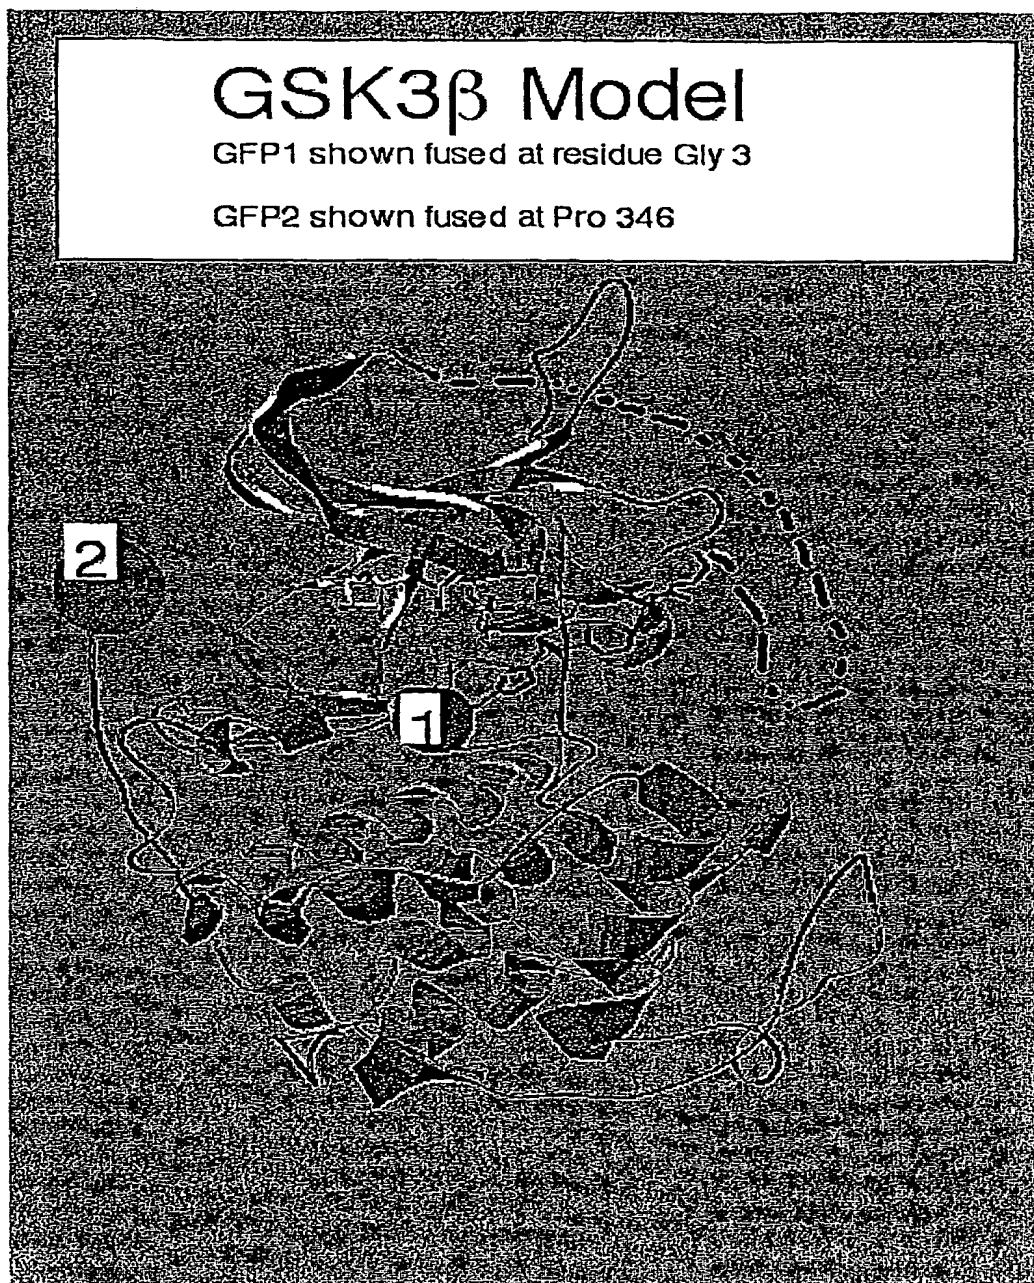 GSK3β Model
GFP1 shown fused at residue Gly 3
GFP2 shown fused at Pro 346
2
1